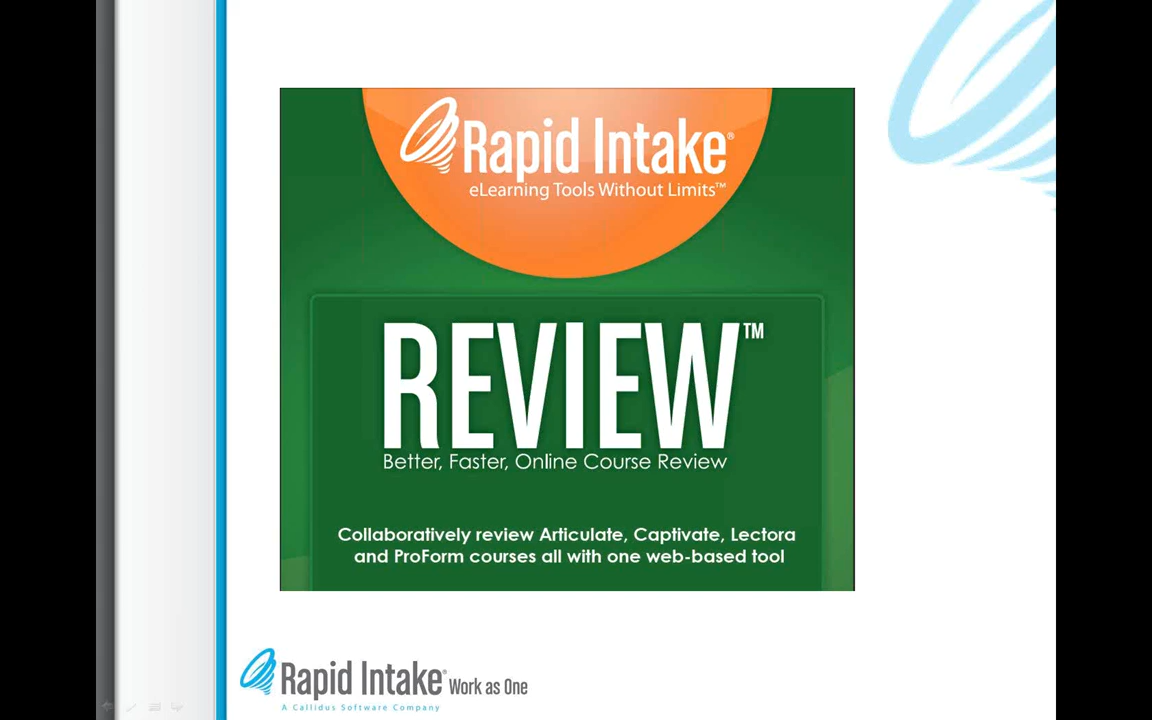 Rapid Intake®
eLearning Tools Without Limits™
REVIEW™
Better, Faster, Online Course Review
Collaboratively review Articulate, Captivate, Lectora
and ProForm courses all with one web-based tool
Rapid Intake® Work as One
A Callidus Software Company